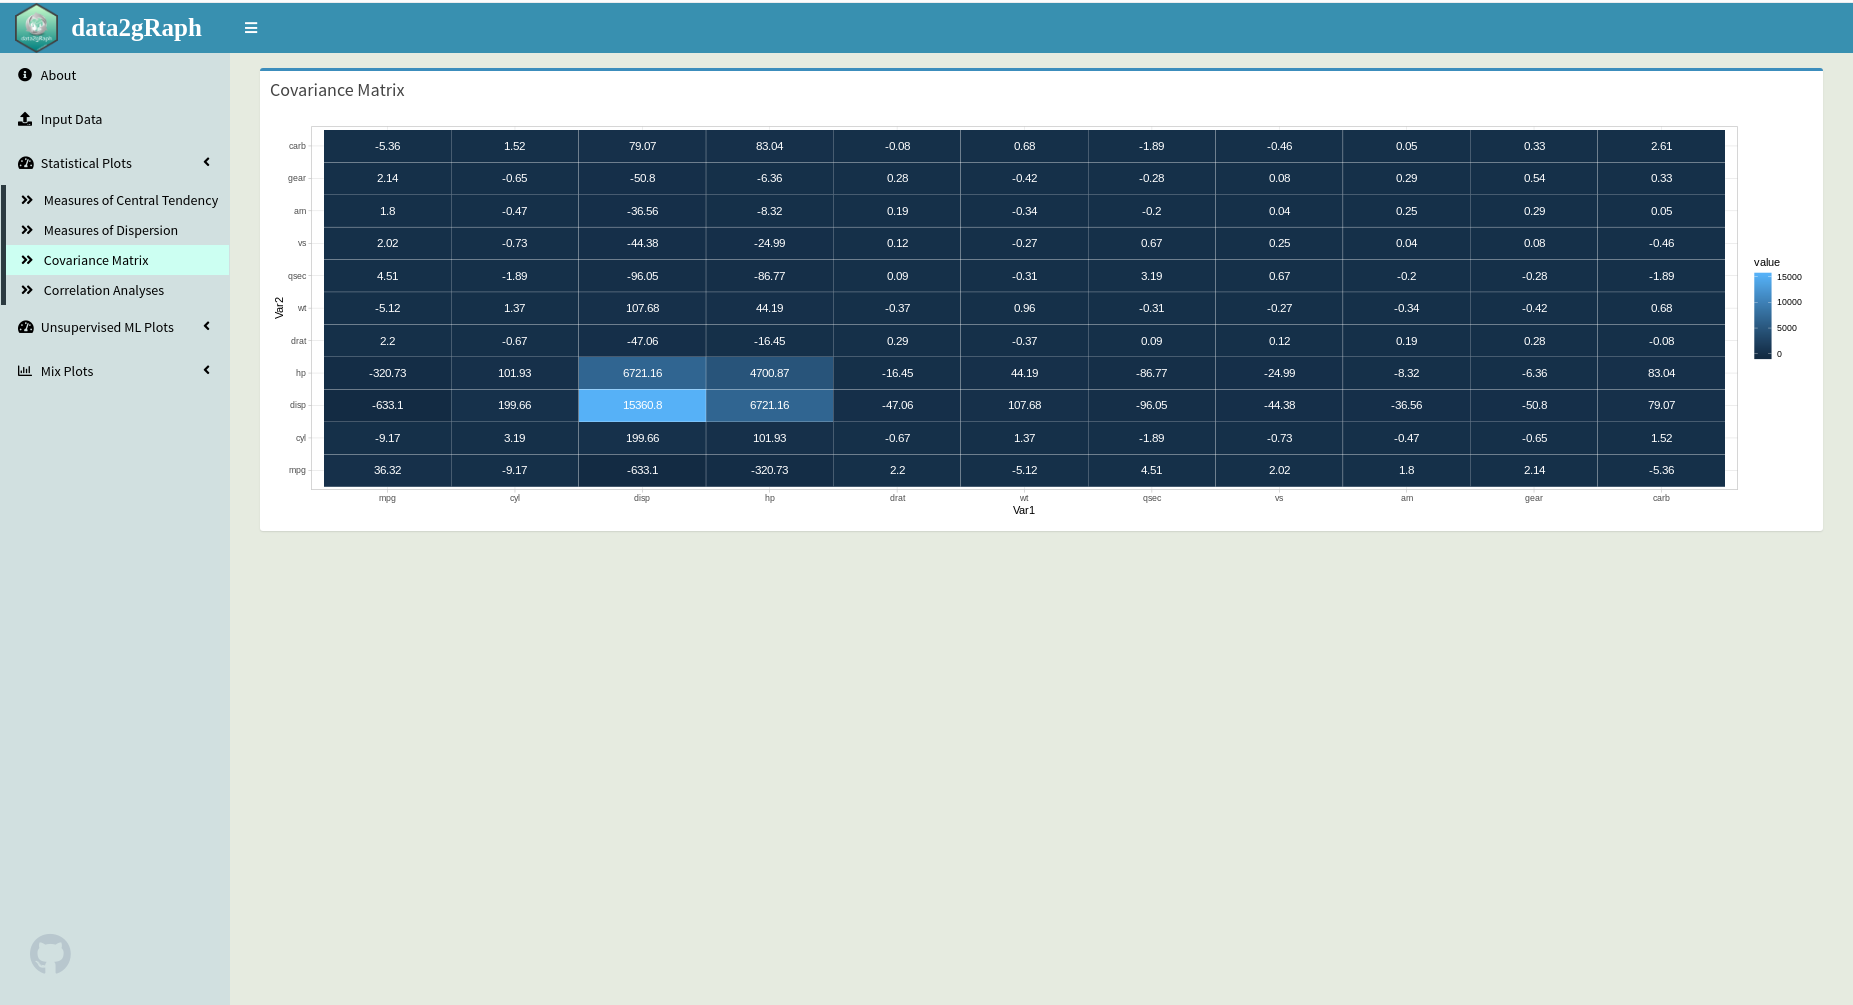 data2gRaph
About
Input Data
Statistical Plots
Measures of Central Tendency
Measures of Dispersion
Covariance Matrix
Correlation Analyses
Unsupervised ML Plots
Mix Plots
Covariance Matrix
carb -5.36 1.52 79.07 83.04 -0.08 0.68 -1.89 -0.46 0.05 0.33 2.61
gear 2.14 -0.65 -50.8 -6.36 0.28 -0.42 -0.28 0.08 0.29 0.54 0.33
am 1.8 -0.47 -36.56 -8.32 0.19 -0.34 -0.2 0.04 0.25 0.29 0.05
vs 2.02 -0.73 -44.38 -24.99 0.12 -0.27 0.67 0.25 0.04 0.08 -0.46
qsec 4.51 -1.89 -96.05 -86.77 0.09 -0.31 3.19 0.67 -0.2 -0.28 -1.89
wt -5.12 1.37 107.68 44.19 -0.37 0.96 -0.31 -0.27 -0.34 -0.42 0.68
drat 2.2 -0.67 -47.06 -16.45 0.29 -0.37 0.09 0.12 0.19 0.28 -0.08
hp -320.73 101.93 6721.16 4700.87 -16.45 44.19 -86.77 -24.99 -8.32 -6.36 83.04
disp -633.1 199.66 15360.8 6721.16 -47.06 107.68 -96.05 -44.38 -36.56 -50.8 79.07
cyl -9.17 3.19 199.66 101.93 -0.67 1.37 -1.89 -0.73 -0.47 -0.65 1.52
mpg 36.32 -9.17 -633.1 -320.73 2.2 -5.12 4.51 2.02 1.8 2.14 -5.36
mpg cyl disp hp drat wt qsec vs am gear carb
Var1
Var2
value
15000
10000
5000
0